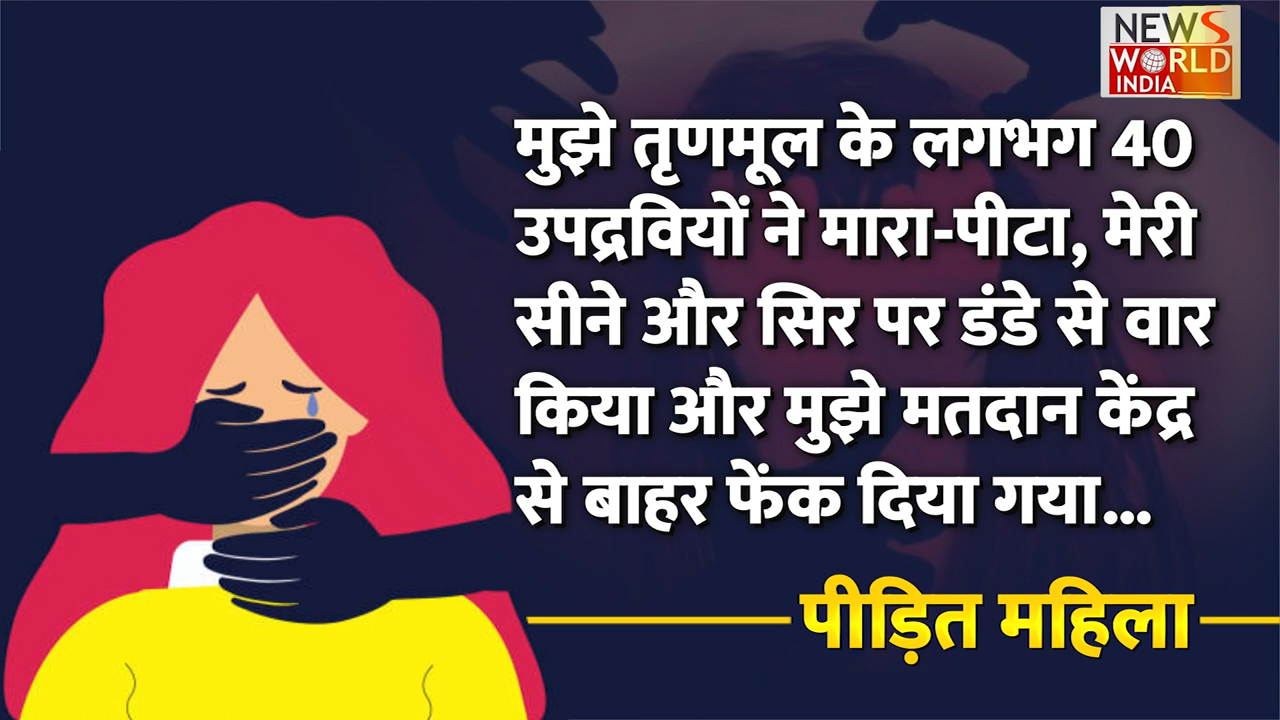 NEWS
WORLD
INDIA
मुझे तृणमूल के लगभग 40
उपद्रवियों ने मारा-पीटा, मेरी
सीने और सिर पर डंडे से वार
किया और मुझे मतदान केंद्र
से बाहर फेंक दिया गया...
पीड़ित महिला